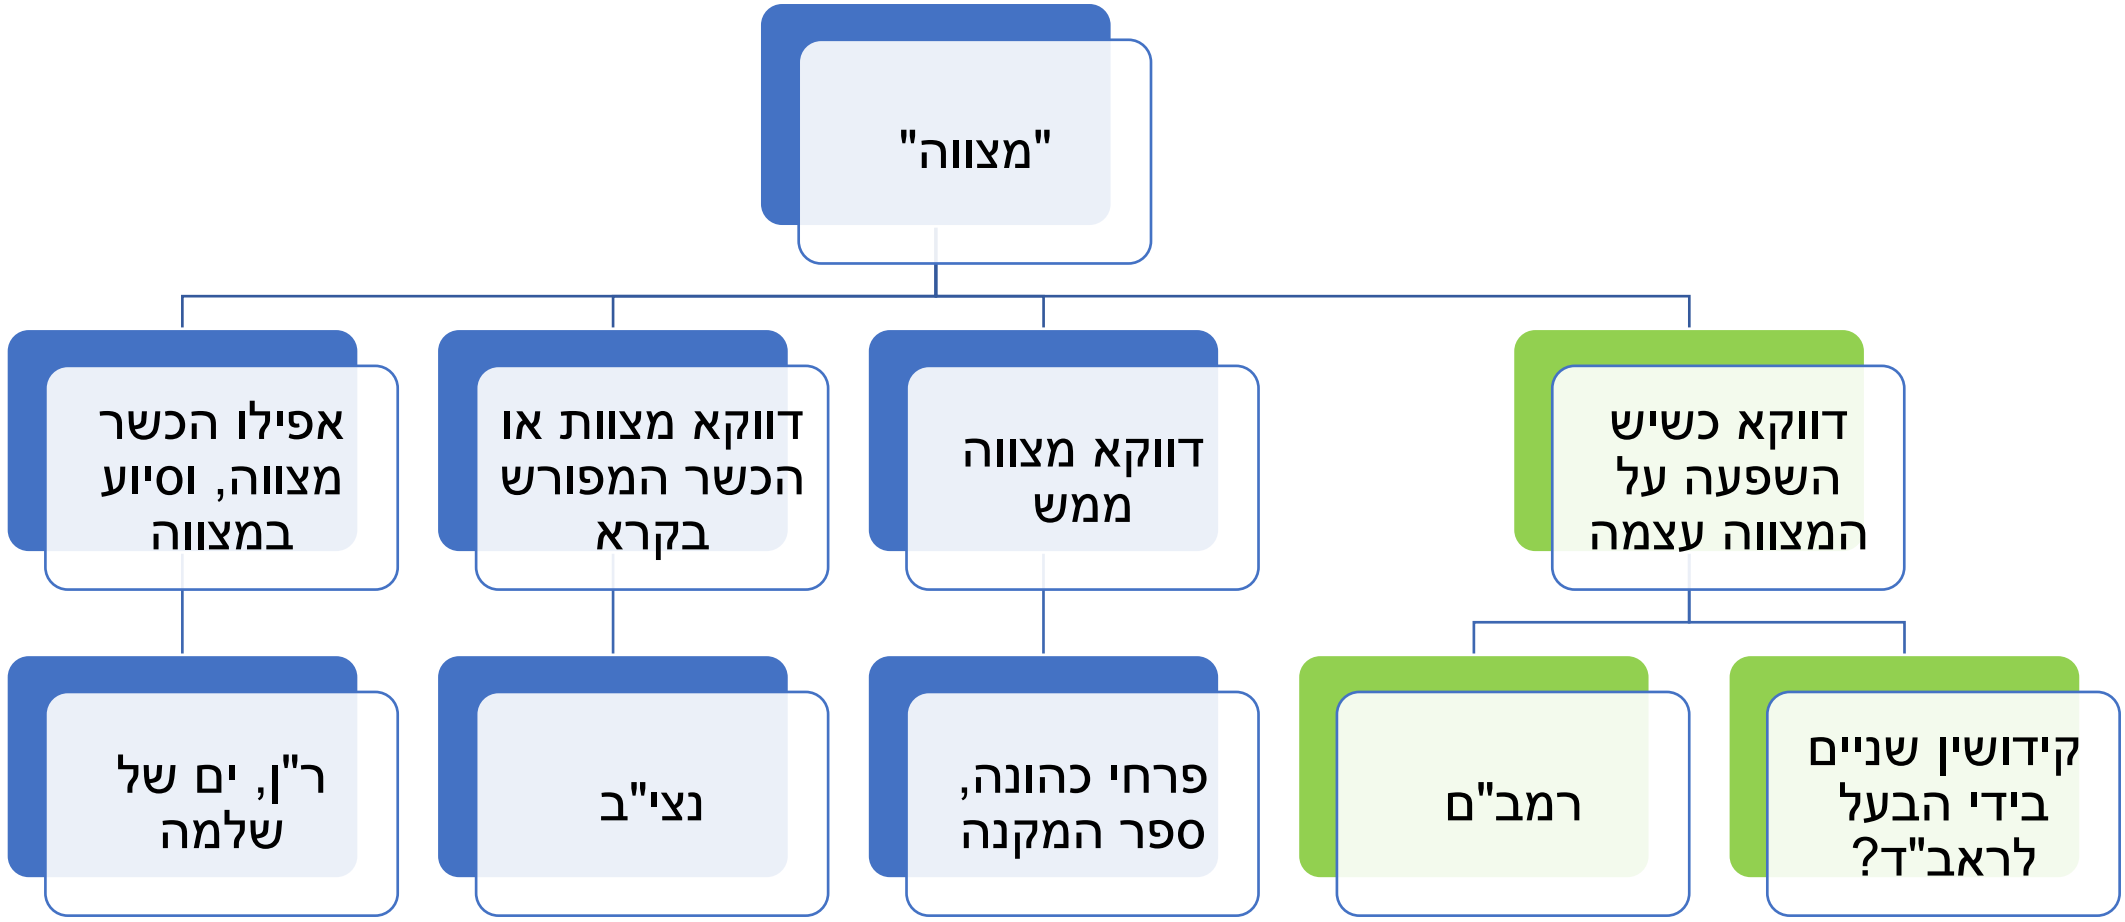 "מצווה"
דווקא כשיש
השפעה על
המצווה עצמה
דווקא מצווה
ממש
דווקא מצוות או
הכשר המפורש
בקרא
אפילו הכשר
מצווה, וסיוע
במצווה
קידושין שניים
בידי הבעל
לראב"ד?
רמב"ם
פרחי כהונה,
ספר המקנה
נצי"ב
ר"ן, ים של
שלמה